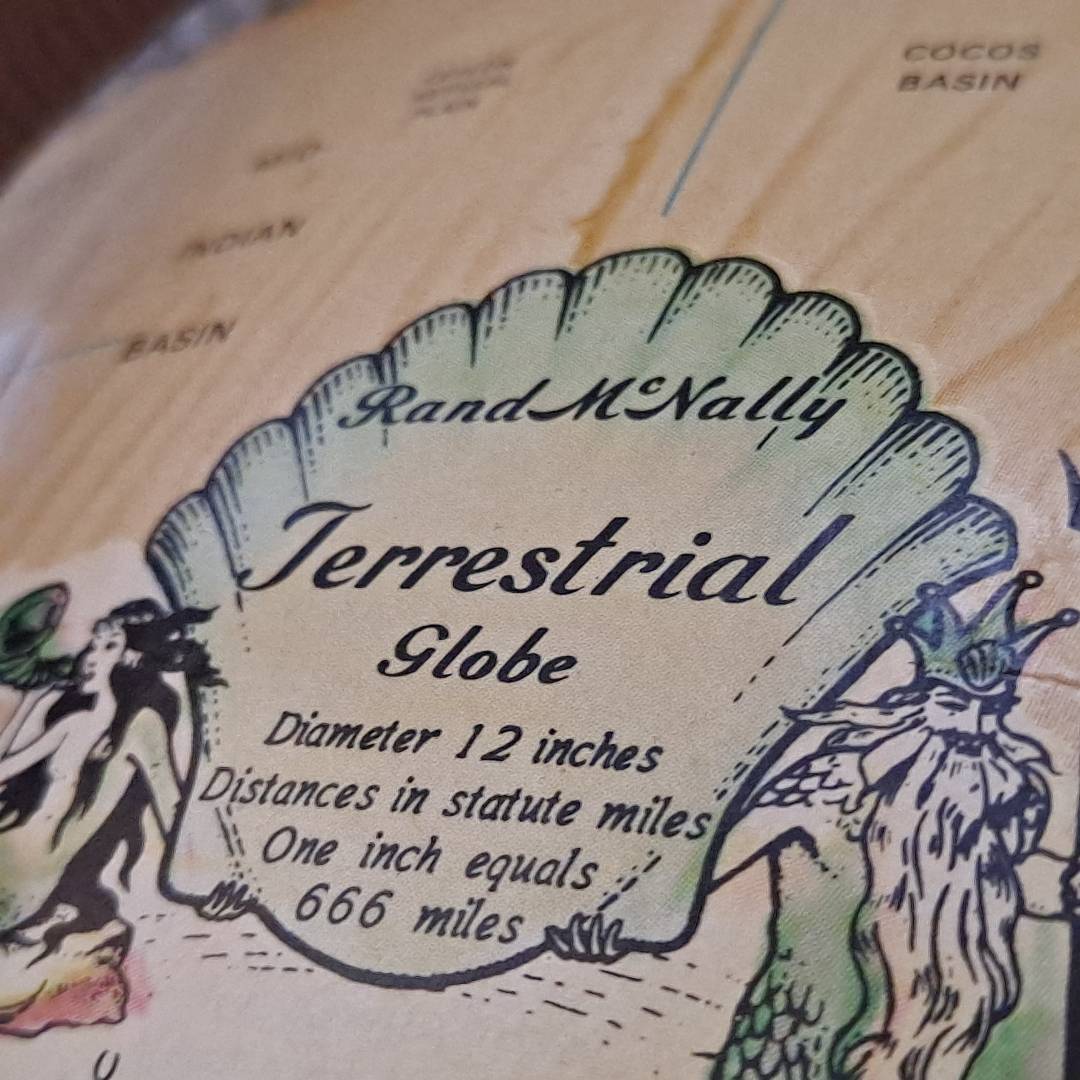 COCOS
BASIN
MID
INDIAN
BASIN
Rand McNally
Terrestrial
Globe
Diameter 12 inches
Distances in statute miles
One inch equals
666 miles